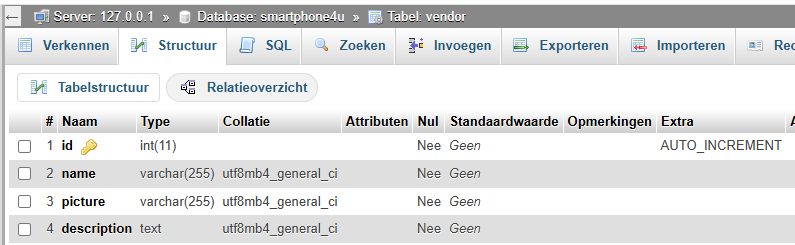 Server: 127.0.0.1 » Database: smartphone4u » Tabel: vendor
Verkennen Structuur SQL Zoeken Invoegen Exporteren Importeren Rec
Tabelstructuur Relatieoverzicht
# Naam Type Collatie Attributen Nul Standaardwaarde Opmerkingen Extra A
1 id int(11) Nee Geen AUTO_INCREMENT
2 name varchar(255) utf8mb4_general_ci Nee Geen
3 picture varchar(255) utf8mb4_general_ci Nee Geen
4 description text utf8mb4_general_ci Nee Geen